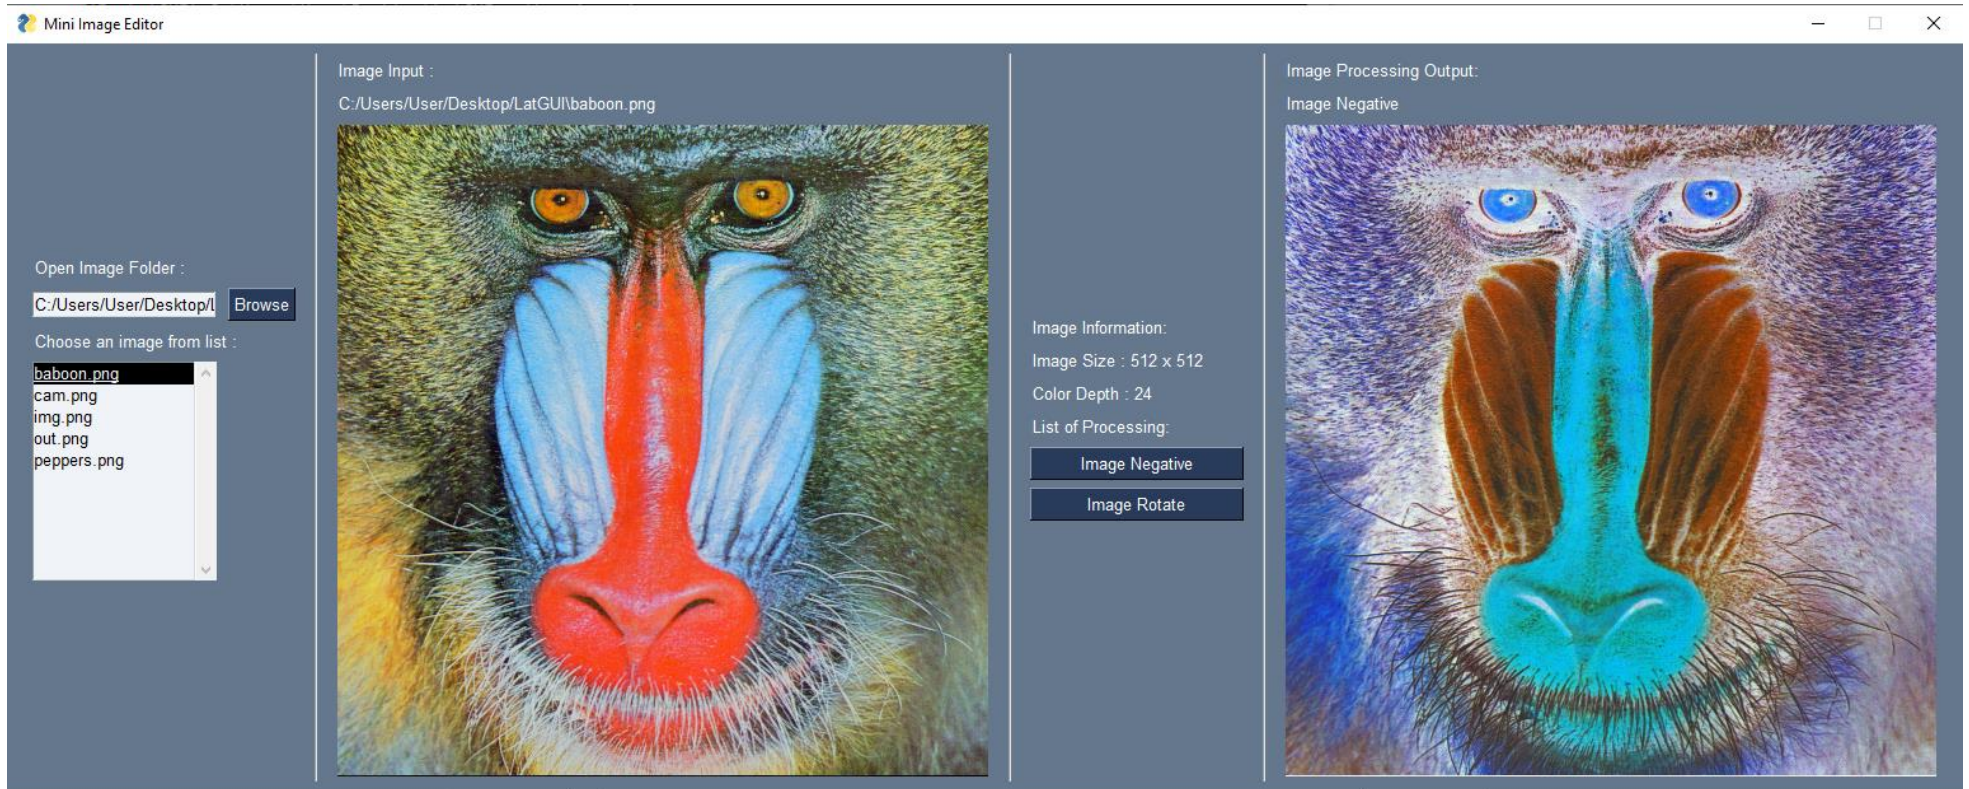 Mini Image Editor
Open Image Folder :
C:/Users/User/Desktop/L
Browse
Choose an image from list :
baboon.png
cam.png
img.png
out.png
peppers.png
Image Input :
C:/Users/User/Desktop/LatGUI\baboon.png
Image Information:
Image Size : 512 x 512
Color Depth : 24
List of Processing:
Image Negative
Image Rotate
Image Processing Output:
Image Negative